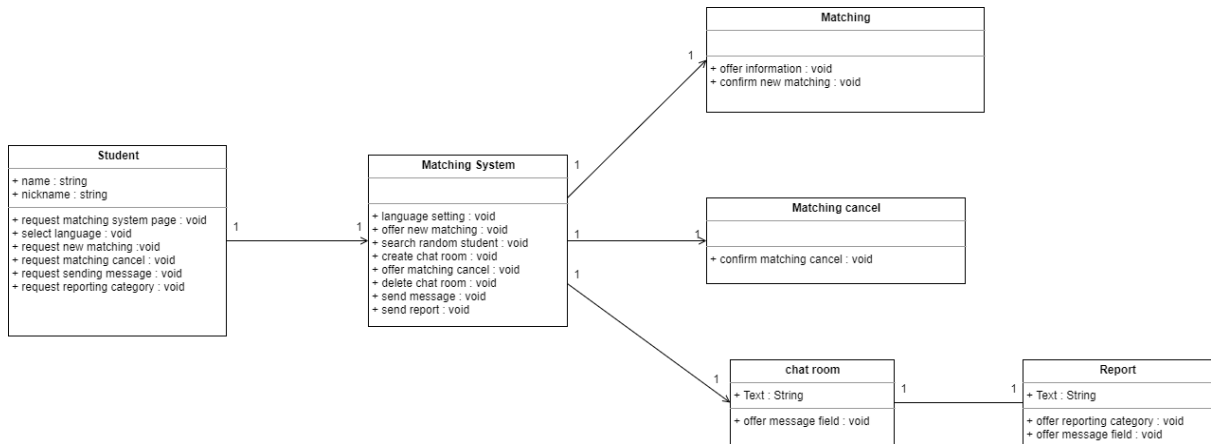 Matching
+ offer information : void
+ confirm new matching : void
1
1
Student
+ name : string
+ nickname : string
+ request matching system page : void
+ select language : void
+ request new matching :void
+ request matching cancel : void
+ request sending message : void
+ request reporting category : void
1
1
Matching System
+ language setting : void
+ offer new matching : void
+ search random student : void
+ create chat room : void
+ offer matching cancel : void
+ delete chat room : void
+ send message : void
+ send report : void
1
1
Matching cancel
+ confirm matching cancel : void
1
1
chat room
+ Text : String
+ offer message field : void
1
1
Report
+ Text : String
+ offer reporting category : void
+ offer message field : void